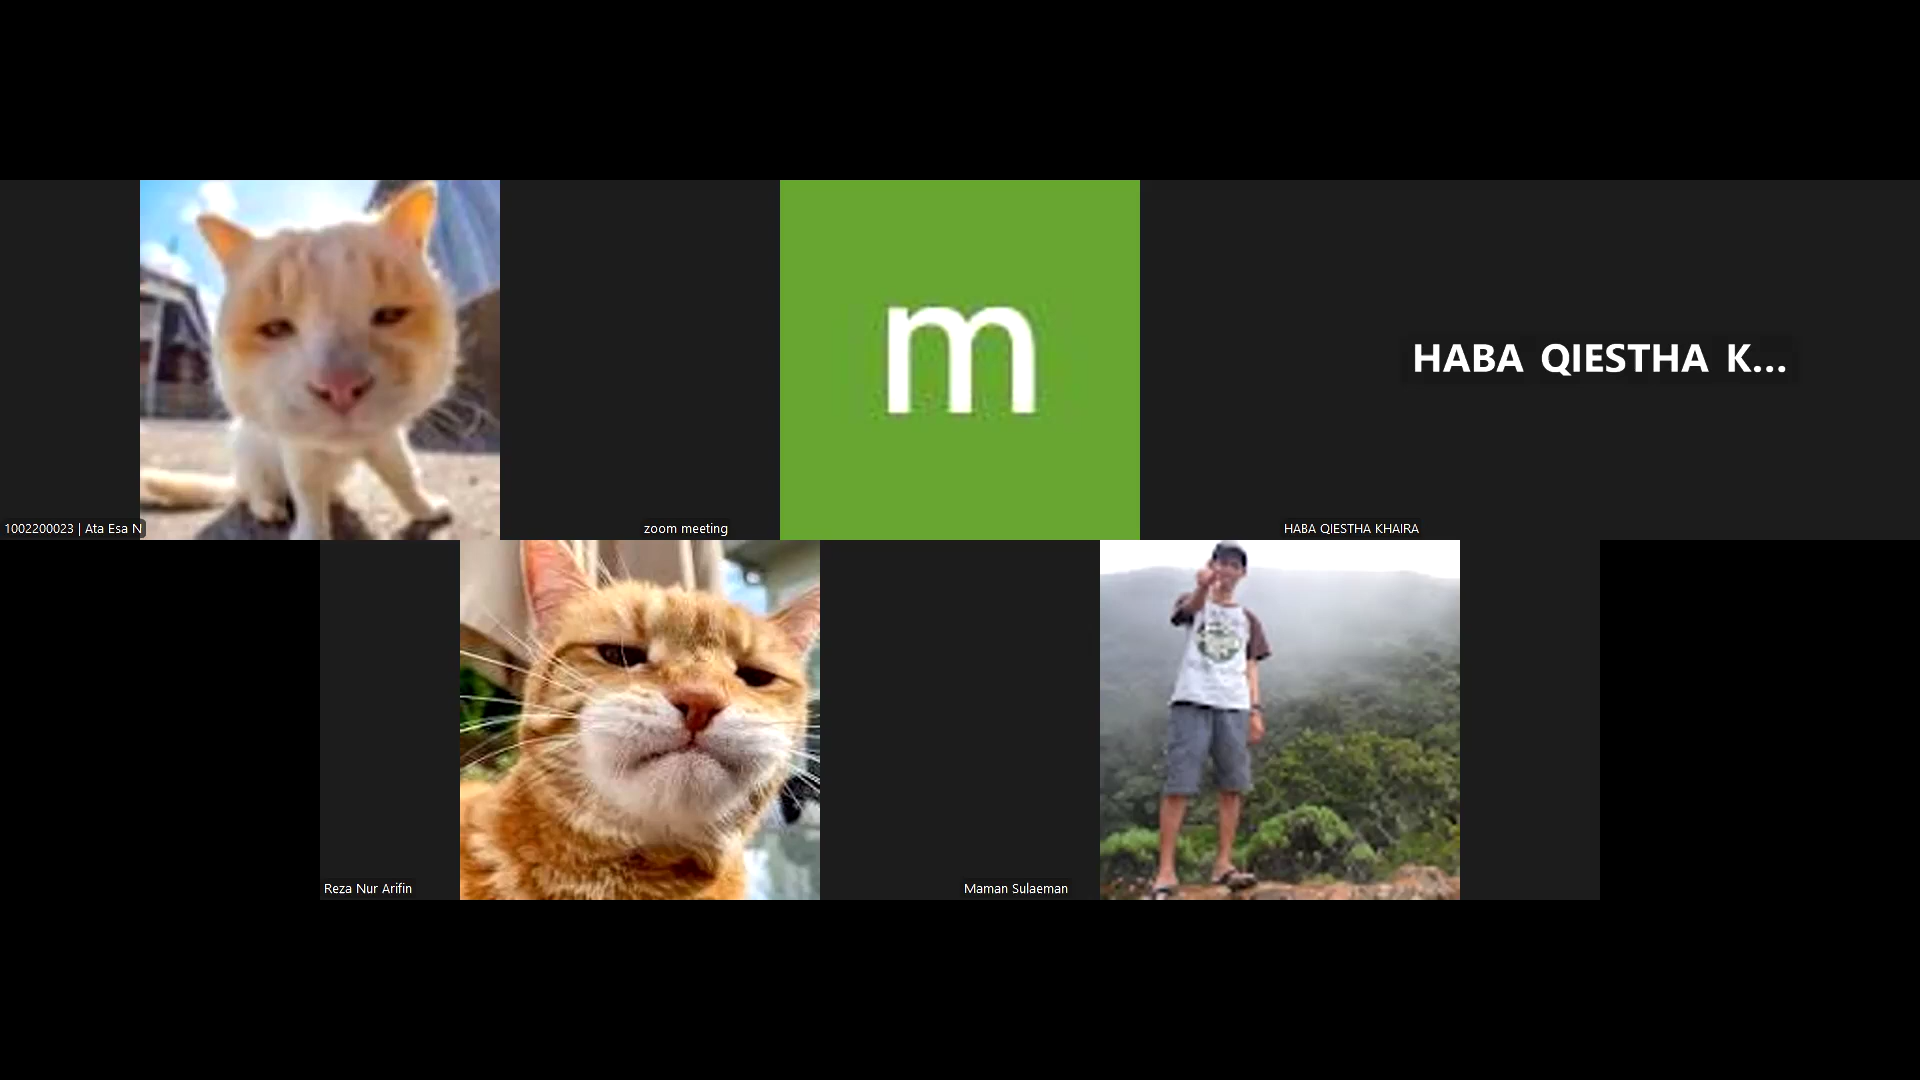 m
HABA QIESTHA K...
1002200023 | Ata Esa N
zoom meeting
HABA QIESTHA KHAIRA
Reza Nur Arifin
Maman Sulaeman